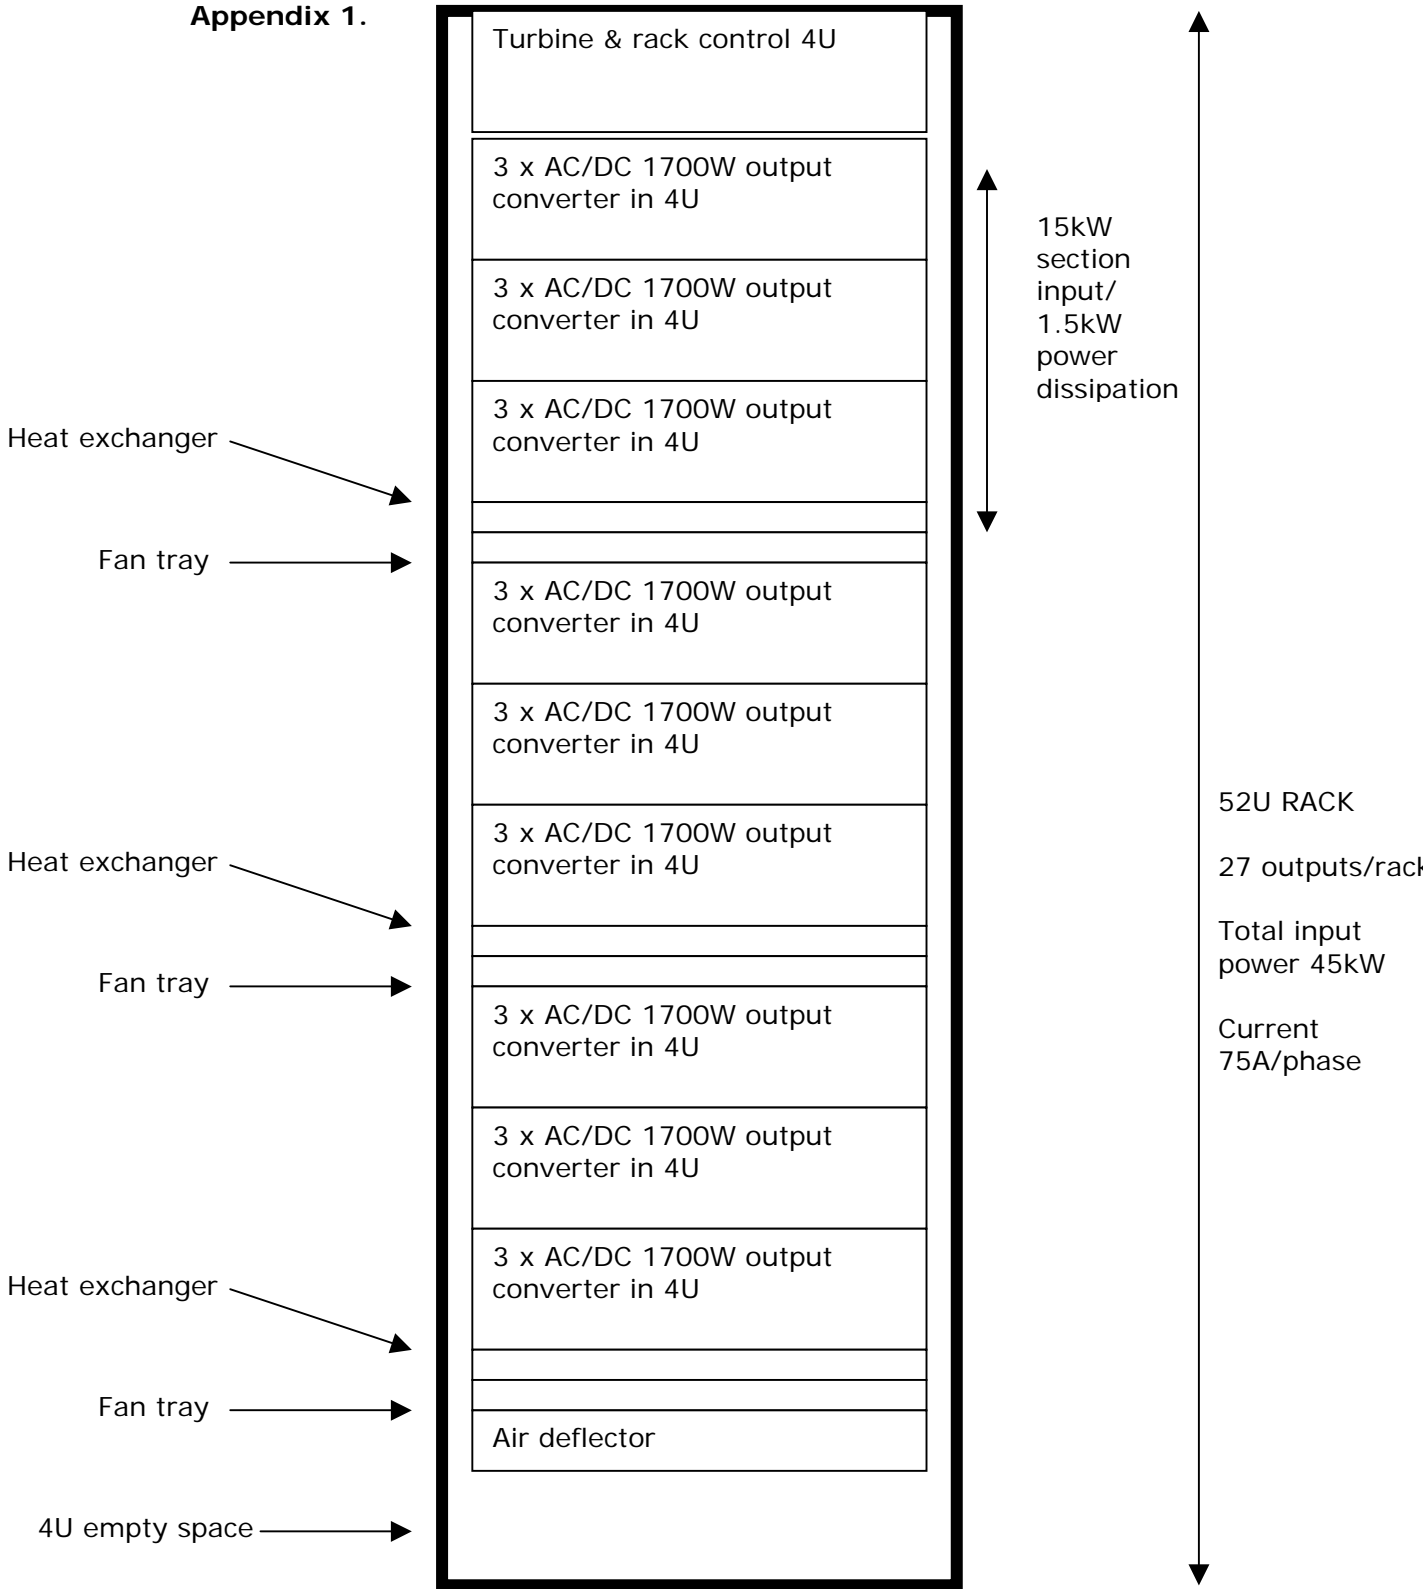 Appendix 1.
Turbine & rack control 4U
3 x AC/DC 1700W output
converter in 4U
15kW
section
input/
1.5kW
power
dissipation
3 x AC/DC 1700W output
converter in 4U
3 x AC/DC 1700W output
converter in 4U
Heat exchanger
Fan tray
3 x AC/DC 1700W output
converter in 4U
3 x AC/DC 1700W output
converter in 4U
3 x AC/DC 1700W output
converter in 4U
Heat exchanger
Fan tray
52U RACK
27 outputs/rack
Total input
power 45kW
Current
75A/phase
3 x AC/DC 1700W output
converter in 4U
3 x AC/DC 1700W output
converter in 4U
3 x AC/DC 1700W output
converter in 4U
Heat exchanger
Fan tray
Air deflector
4U empty space